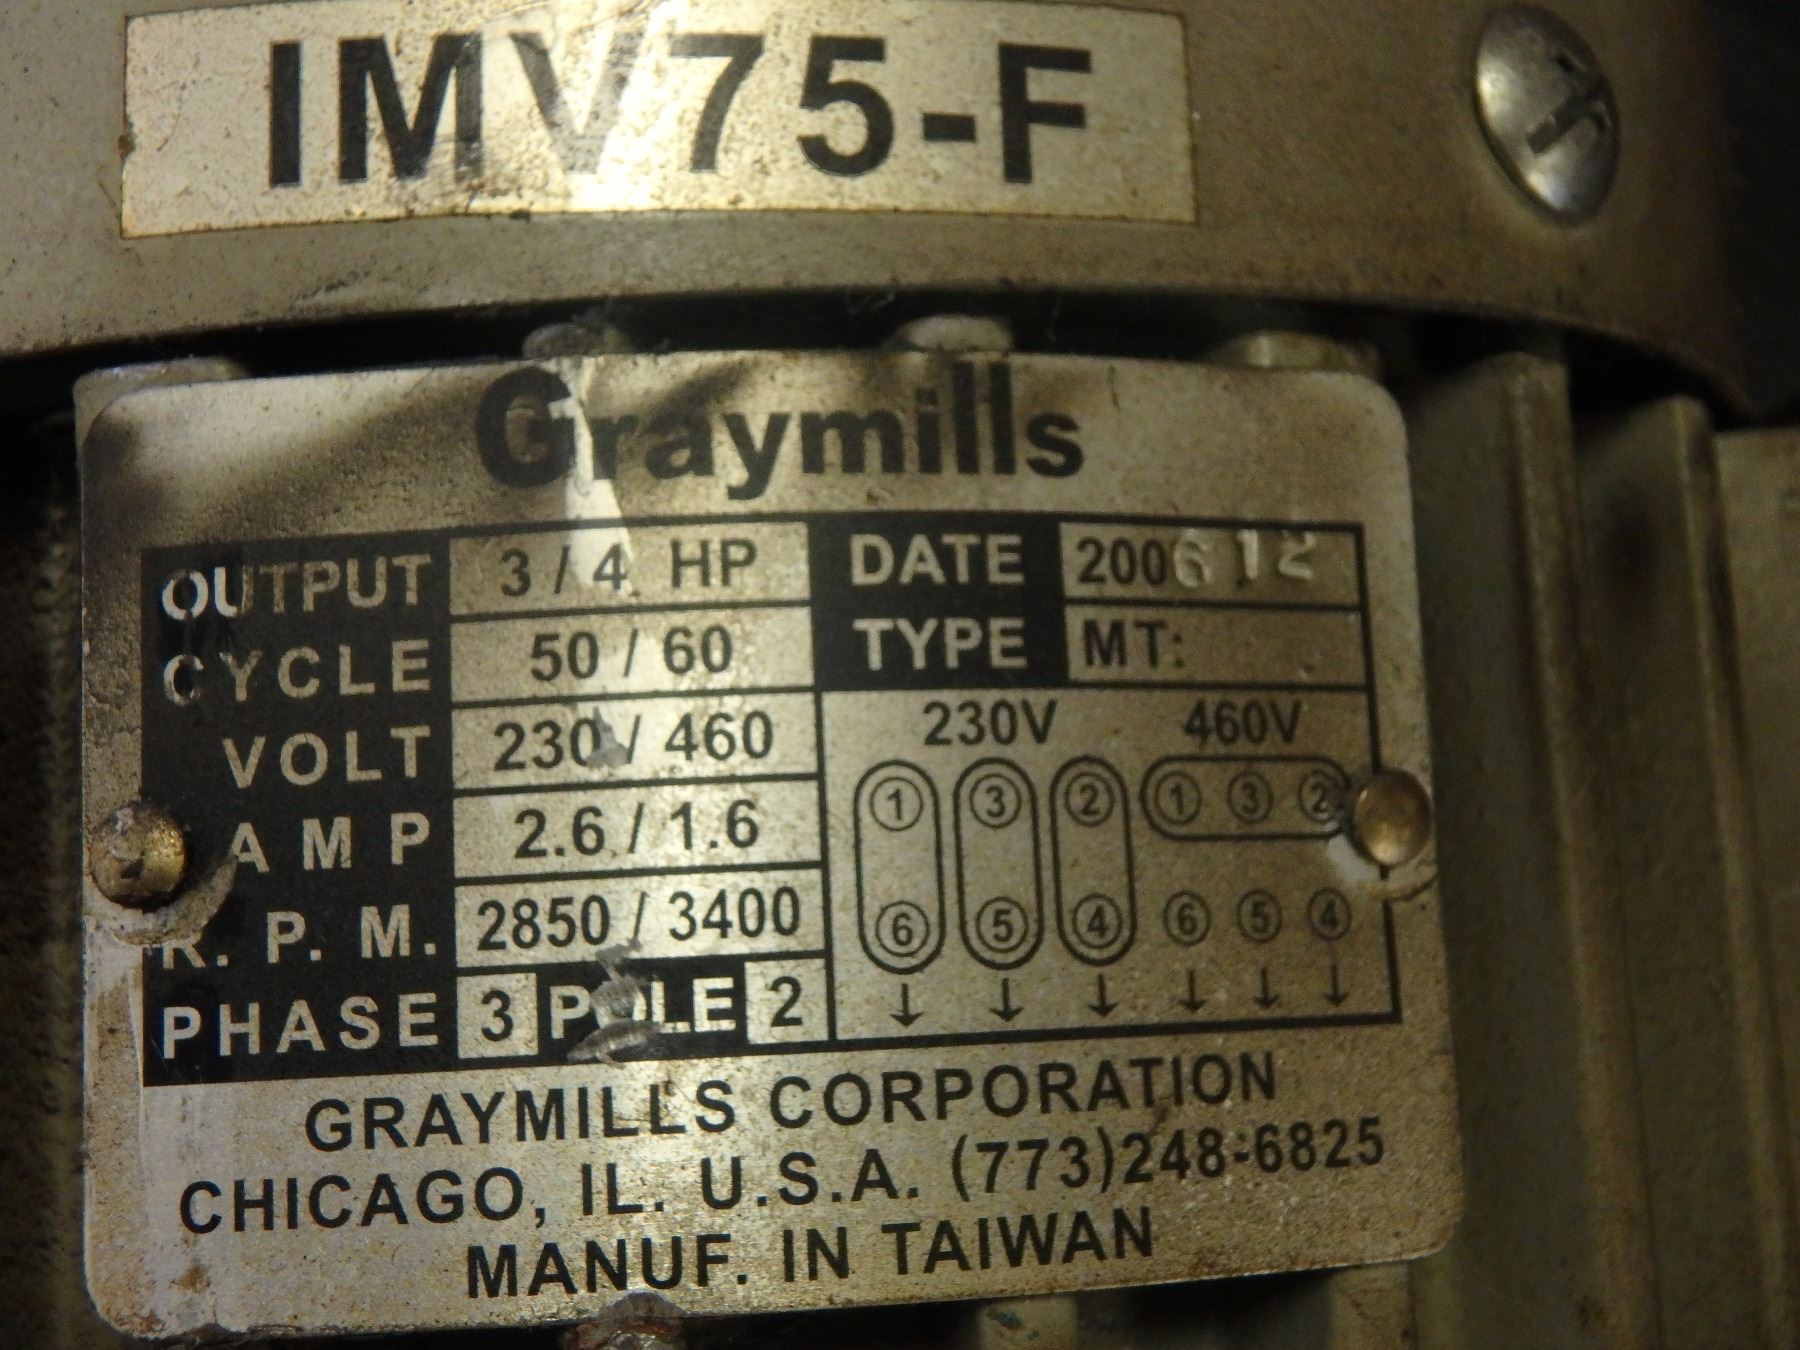 IMV75-F
Graymills
OUTPUT 3/4 HP DATE 200612
CYCLE 50/60 TYPE MT:
VOLT 230/460 230V 460V
AMP 2.6/1.6 ① ③ ② ① ③ ②
R.P.M. 2850/3400 ⑥ ⑤ ④ ⑥ ⑤ ④
PHASE 3 POLE 2 ↓ ↓ ↓ ↓ ↓ ↓
GRAYMILLS CORPORATION
CHICAGO, IL. U.S.A. (773)248-6825
MANUF. IN TAIWAN